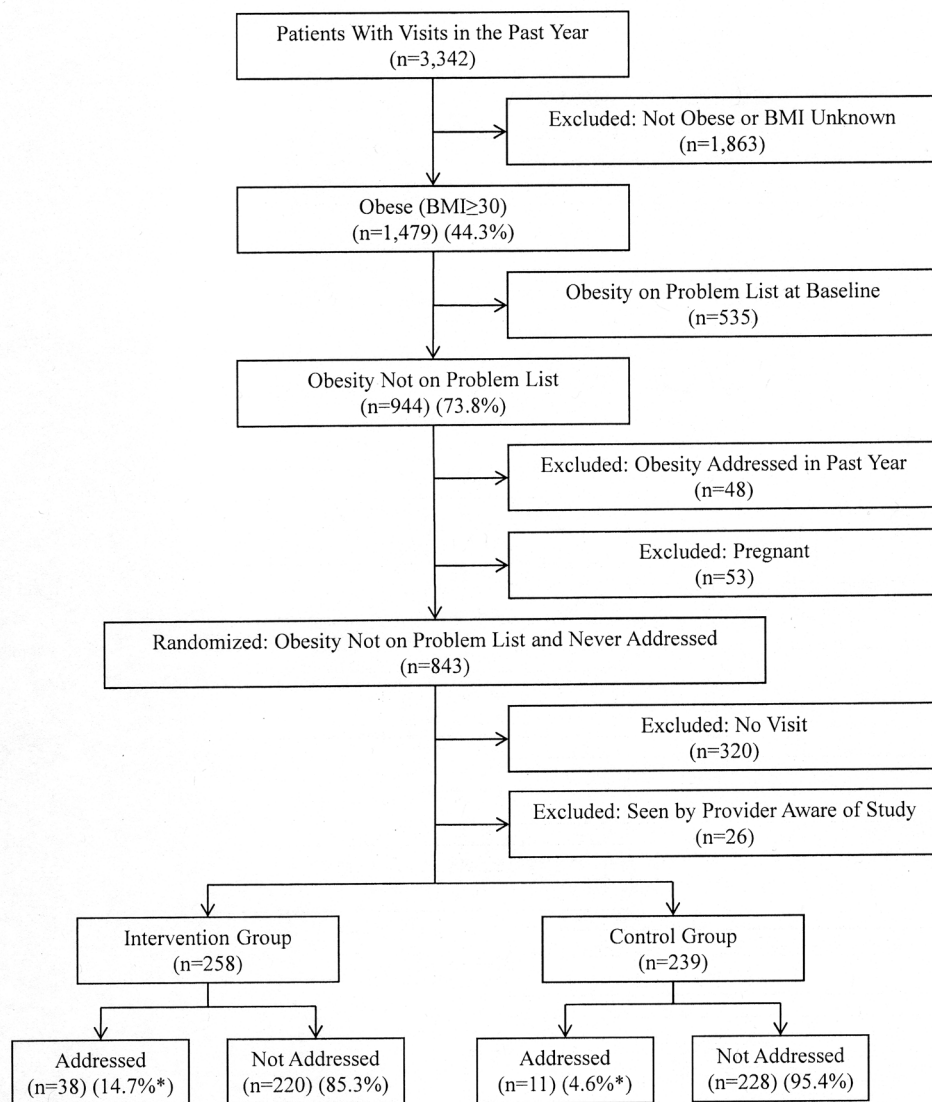 Patients With Visits in the Past Year
(n=3,342)
Excluded: Not Obese or BMI Unknown
(n=1,863)
Obese (BMI≥30)
(n=1,479) (44.3%)
Obesity on Problem List at Baseline
(n=535)
Obesity Not on Problem List
(n=944) (73.8%)
Excluded: Obesity Addressed in Past Year
(n=48)
Excluded: Pregnant
(n=53)
Randomized: Obesity Not on Problem List and Never Addressed
(n=843)
Excluded: No Visit
(n=320)
Excluded: Seen by Provider Aware of Study
(n=26)
Intervention Group
(n=258)
Control Group
(n=239)
Addressed
(n=38) (14.7%*)
Not Addressed
(n=220) (85.3%)
Addressed
(n=11) (4.6%*)
Not Addressed
(n=228) (95.4%)